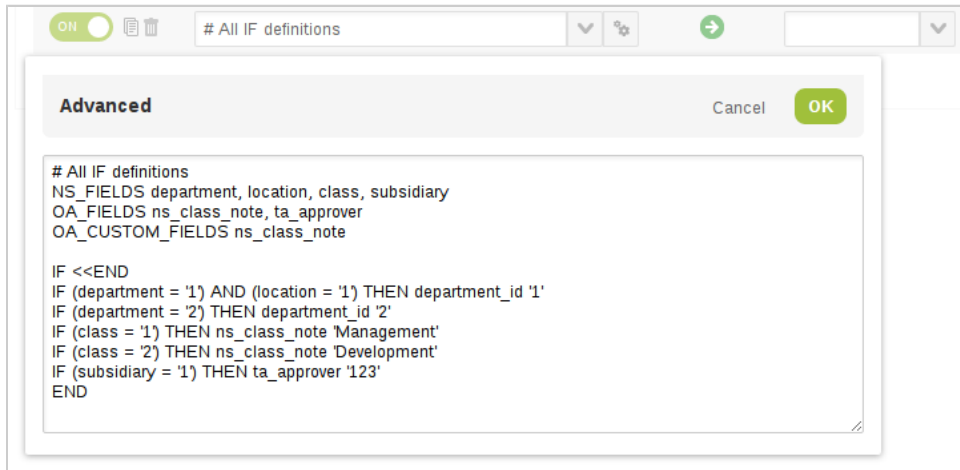 ON
# All IF definitions
Advanced
Cancel
OK
# All IF definitions
NS_FIELDS department, location, class, subsidiary
OA_FIELDS ns_class_note, ta_approver
OA_CUSTOM_FIELDS ns_class_note
IF <<END
IF (department = '1') AND (location = '1') THEN department_id '1'
IF (department = '2') THEN department_id '2'
IF (class = '1') THEN ns_class_note 'Management'
IF (class = '2') THEN ns_class_note 'Development'
IF (subsidiary = '1') THEN ta_approver '123'
END